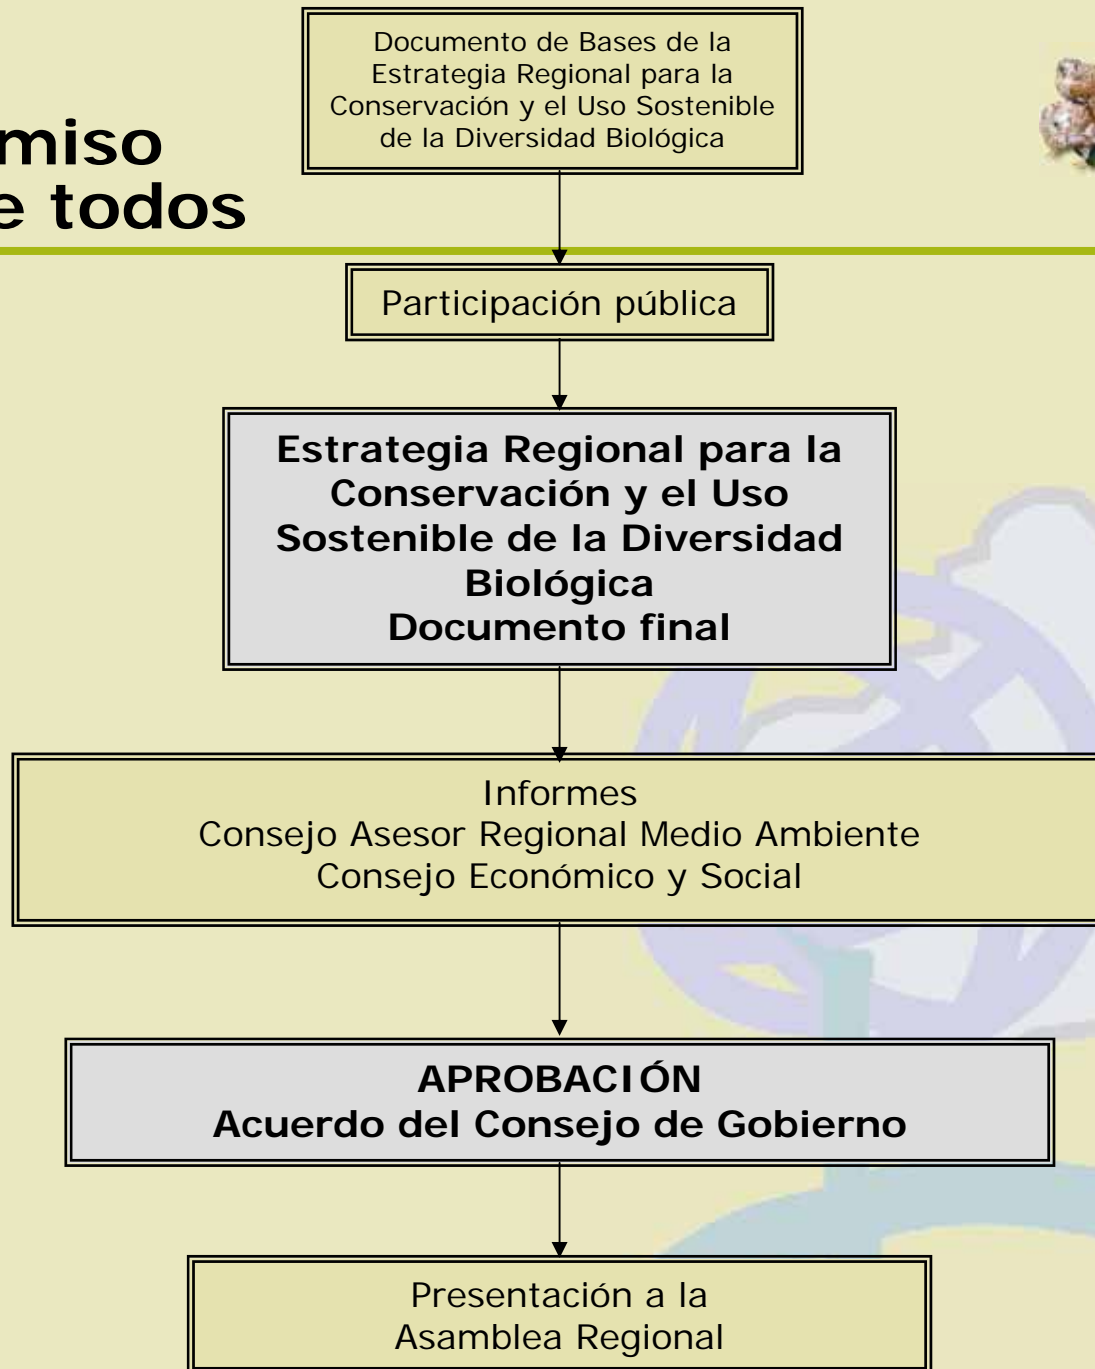 Documento de Bases de la
Estrategia Regional para la
Conservación y el Uso Sostenible
de la Diversidad Biológica
miso
e todos
Participación pública
Estrategia Regional para la
Conservación y el Uso
Sostenible de la Diversidad
Biológica
Documento final
Informes
Consejo Asesor Regional Medio Ambiente
Consejo Económico y Social
APROBACIÓN
Acuerdo del Consejo de Gobierno
Presentación a la
Asamblea Regional